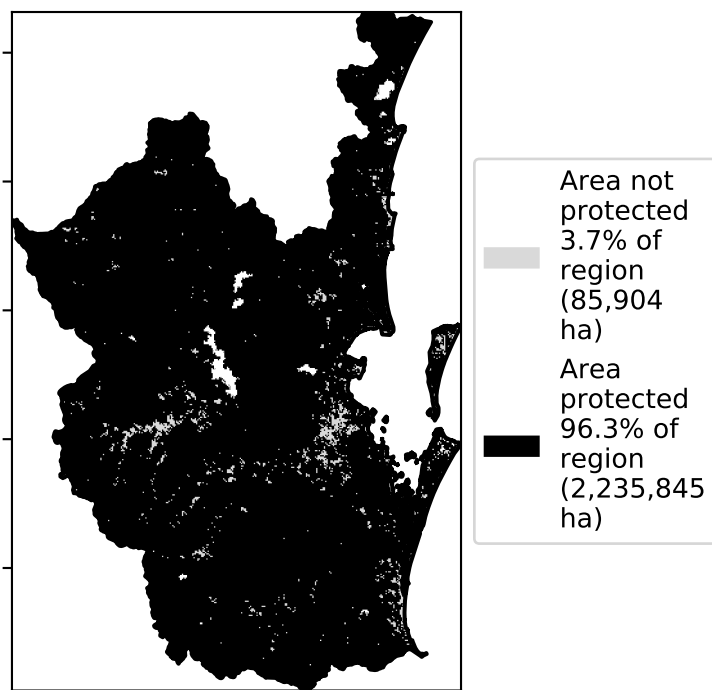 Area not
protected
3.7% of
region
(85,904
ha)
Area
protected
96.3% of
region
(2,235,845
ha)